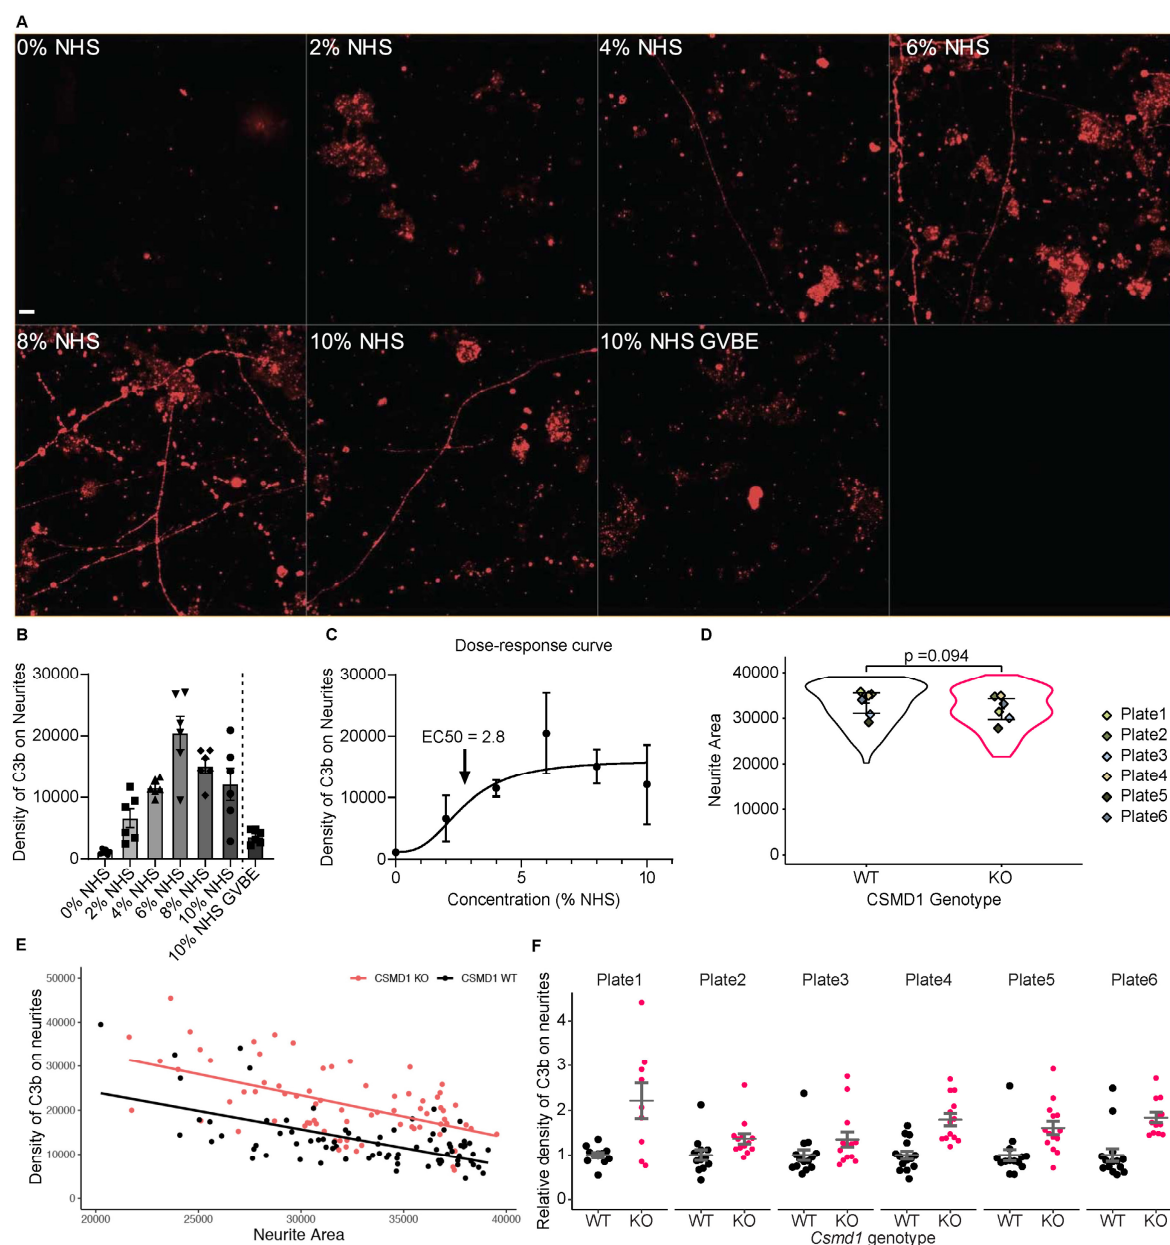 A
0% NHS
2% NHS
4% NHS
6% NHS
8% NHS
10% NHS
10% NHS GVBE
B
Density of C3b on Neurites
30000
20000
10000
0
0% NHS
2% NHS
4% NHS
6% NHS
8% NHS
10% NHS
10% NHS GVBE
C
Dose-response curve
Density of C3b on Neurites
30000
20000
10000
0
EC50 = 2.8
0
5
10
Concentration (% NHS)
D
p =0.094
Neurite Area
40000
30000
20000
10000
0
WT
KO
CSMD1 Genotype
Plate1
Plate2
Plate3
Plate4
Plate5
Plate6
E
Density of C3b on neurites
50000
40000
30000
20000
10000
0
CSMD1 KO
CSMD1 WT
20000
25000
30000
35000
40000
Neurite Area
F
Plate1
Plate2
Plate3
Plate4
Plate5
Plate6
Relative density of C3b on neurites
4
3
2
1
0
WT KO
WT KO
WT KO
WT KO
WT KO
WT KO
Csmd1 genotype